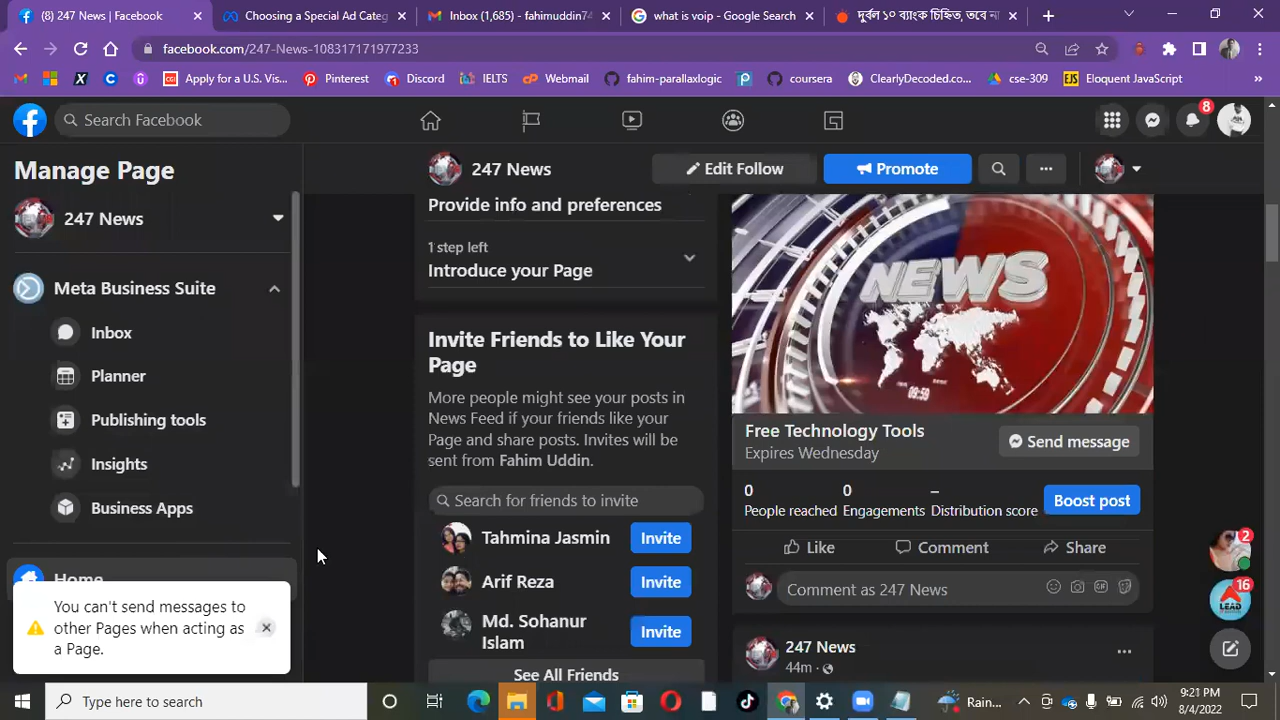 (8) 247 News | Facebook
Choosing a Special Ad Categ
Inbox (1,685) - fahimuddin74
what is voip - Google Search
দুর্বল ১০ ব্যাংক চিহ্নিত, তবে না
facebook.com/247-News-108317171977233
Apply for a U.S. Vis...
Pinterest
Discord
IELTS
Webmail
fahim-parallaxlogic
coursera
ClearlyDecoded.co...
cse-309
EJS Eloquent JavaScript
»
Search Facebook
8
Manage Page
247 News
Edit Follow
Promote
247 News
Provide info and preferences
1 step left
Introduce your Page
Meta Business Suite
Inbox
Planner
Publishing tools
Insights
Business Apps
Home
You can't send messages to
other Pages when acting as
a Page.
Invite Friends to Like Your
Page
More people might see your posts in
News Feed if your friends like your
Page and share posts. Invites will be
sent from Fahim Uddin.
Search for friends to invite
Tahmina Jasmin
Invite
Arif Reza
Invite
Md. Sohanur
Islam
Invite
See All Friends
NEWS
09:59
Free Technology Tools
Expires Wednesday
Send message
0
People reached
0
Engagements
–
Distribution score
Boost post
Like
Comment
Share
Comment as 247 News
GIF
247 News
44m
2
LEAD
16
Type here to search
Rain...
9:21 PM
8/4/2022